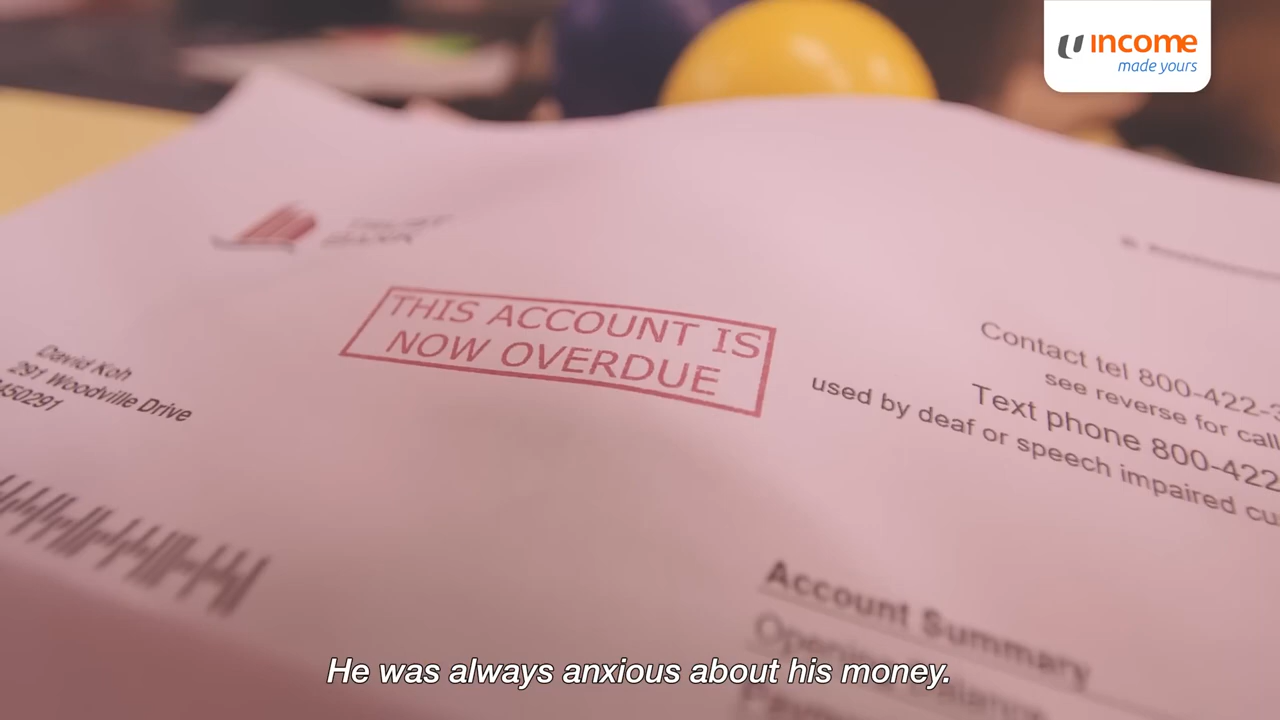 income
made yours
THIS ACCOUNT IS
NOW OVERDUE
David Koh
291 Woodville Drive
450291
Contact tel 800-422-
see reverse for call
Text phone 800-422
used by deaf or speech impaired cu
Account Summary
He was always anxious about his money.